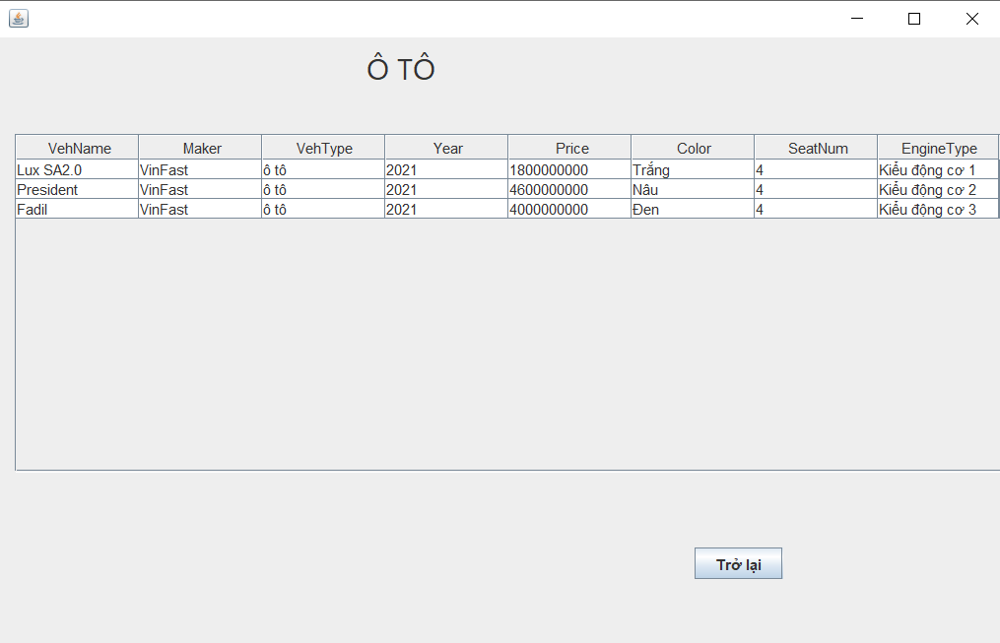 Ô TÔ
VehName Maker VehType Year Price Color SeatNum EngineType
Lux SA2.0 VinFast ô tô 2021 1800000000 Trắng 4 Kiểu động cơ 1
President VinFast ô tô 2021 4600000000 Nâu 4 Kiểu động cơ 2
Fadil VinFast ô tô 2021 4000000000 Đen 4 Kiểu động cơ 3
Trở lại